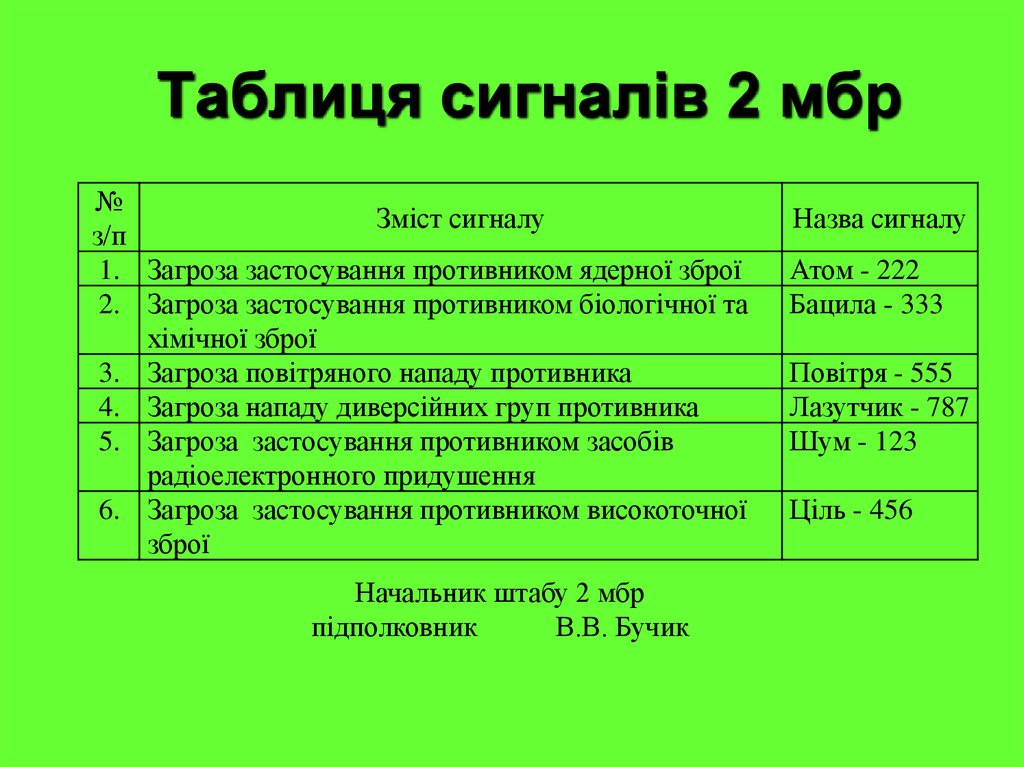 Таблиця сигналів 2 мбр
№
з/п
Зміст сигналу
Назва сигналу
1. Загроза застосування противником ядерної зброї Атом - 222
2. Загроза застосування противником біологічної та Бацила - 333
хімічної зброї
3. Загроза повітряного нападу противника Повітря - 555
4. Загроза нападу диверсійних груп противника Лазутчик - 787
5. Загроза застосування противником засобів Шум - 123
радіоелектронного придушення
6. Загроза застосування противником високоточної Ціль - 456
зброї
Начальник штабу 2 мбр
підполковник В.В. Бучик